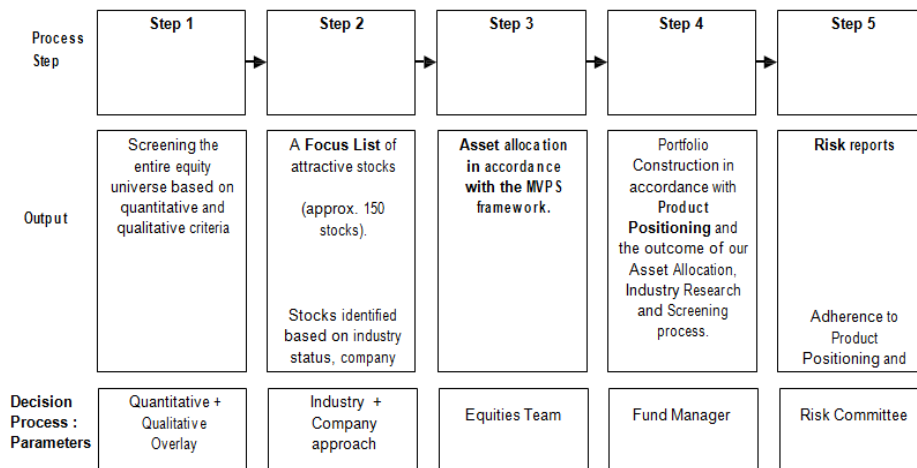 Process
Step
Step 1
Step 2
Step 3
Step 4
Step 5
Output
Screening the
entire equity
universe based on
quantitative and
qualitative criteria
A Focus List of
attractive stocks
(approx. 150
stocks).
Stocks identified
based on industry
status, company
Asset allocation
in accordance
with the MVPS
framework.
Portfolio
Construction in
accordance with
Product
Positioning and
the outcome of our
Asset Allocation,
Industry Research
and Screening
process.
Risk reports
Adherence to
Product
Positioning and
Decision
Process :
Parameters
Quantitative +
Qualitative
Overlay
Industry +
Company
approach
Equities Team
Fund Manager
Risk Committee